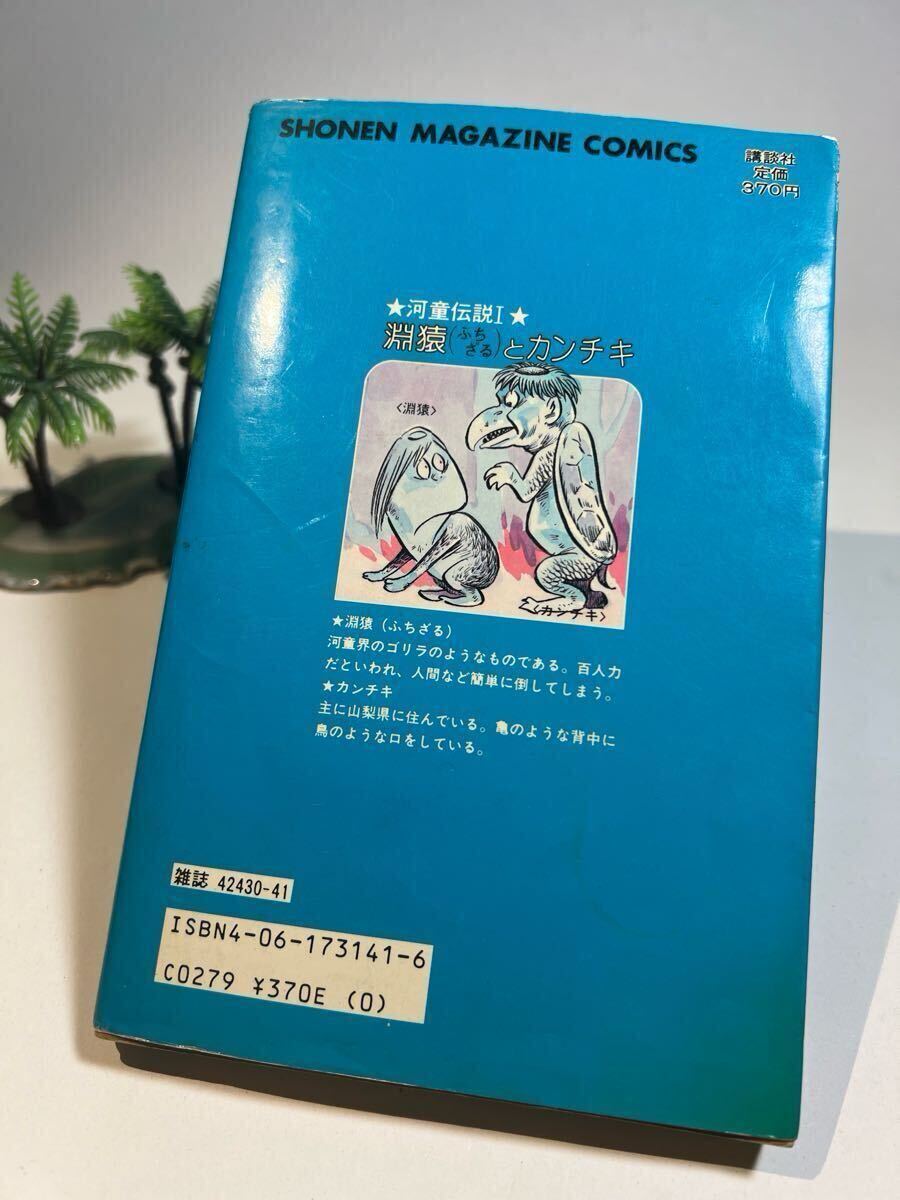 SHONEN MAGAZINE COMICS
講談社
定価
370円
★河童伝説I★
淵猿(ふちざる)とカンチキ
〈淵猿〉
〈カンチキ〉
★淵猿(ふちざる)
河童界のゴリラのようなものである。百人力
だといわれ、人間など簡単に倒してしまう。
★カンチキ
主に山梨県に住んでいる。亀のような背中に
鳥のような口をしている。
雑誌 42430-41
ISBN4-06-173141-6
C0279 ¥370E (0)